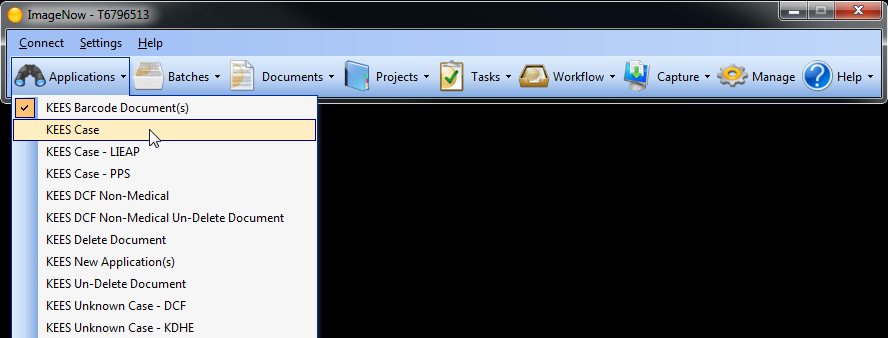 ImageNow - T6796513
Connect Settings Help
Applications Batches Documents Projects Tasks Workflow Capture Manage Help
KEES Barcode Document(s)
KEES Case
KEES Case - LIEAP
KEES Case - PPS
KEES DCF Non-Medical
KEES DCF Non-Medical Un-Delete Document
KEES Delete Document
KEES New Application(s)
KEES Un-Delete Document
KEES Unknown Case - DCF
KEES Unknown Case - KDHE